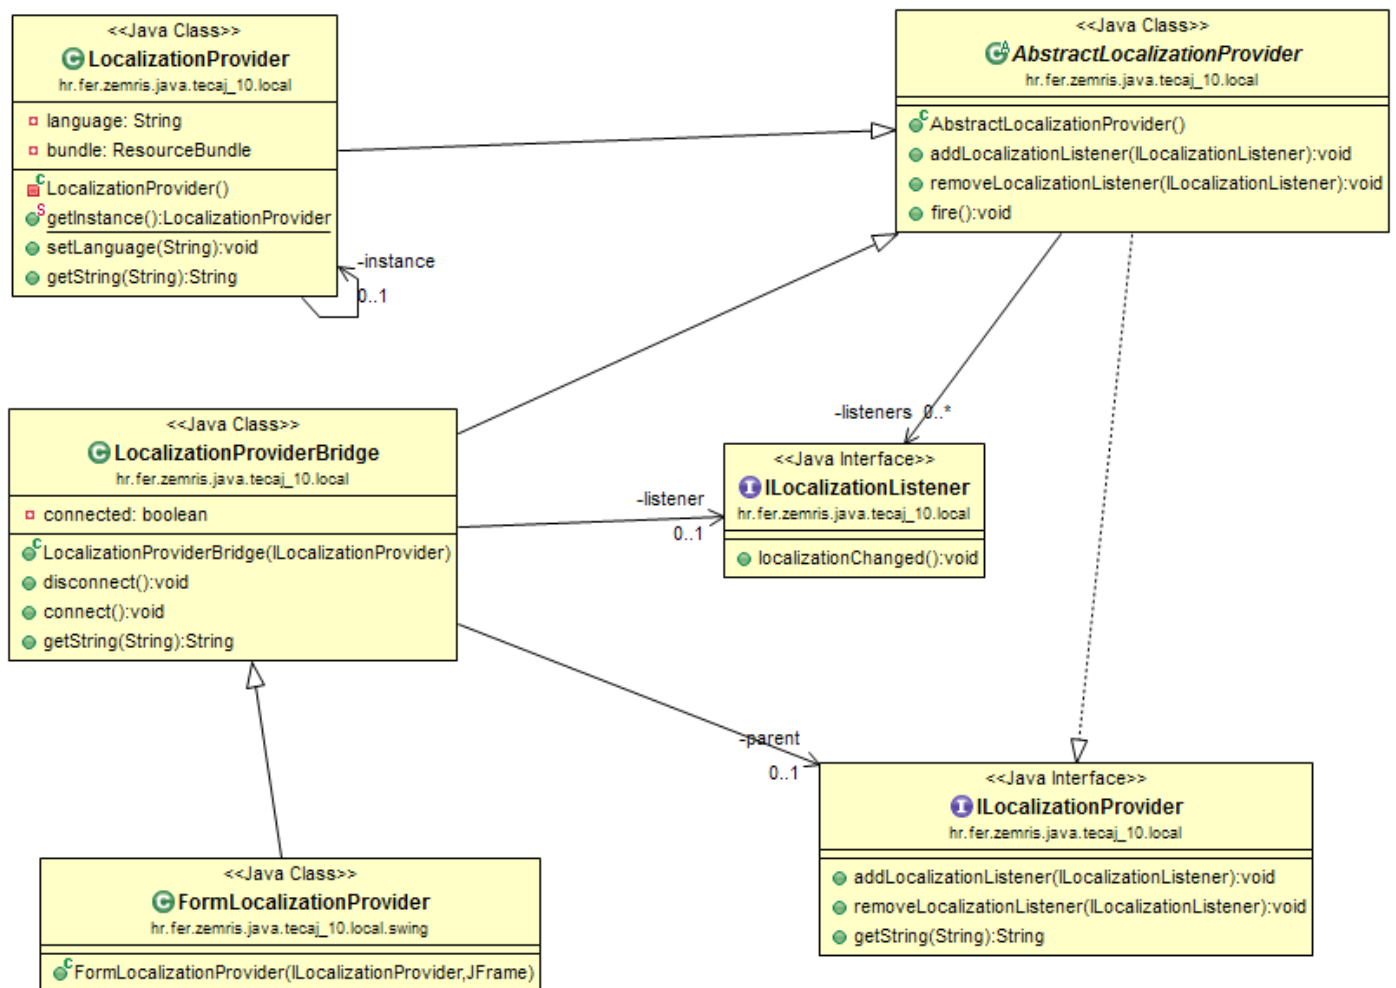 <<Java Class>>
LocalizationProvider
hr.fer.zemris.java.tecaj_10.local
language: String
bundle: ResourceBundle
LocalizationProvider()
getInstance():LocalizationProvider
setLanguage(String):void
getString(String):String
-instance
0..1
<<Java Class>>
AbstractLocalizationProvider
hr.fer.zemris.java.tecaj_10.local
AbstractLocalizationProvider()
addLocalizationListener(ILocalizationListener):void
removeLocalizationListener(ILocalizationListener):void
fire():void
<<Java Class>>
LocalizationProviderBridge
hr.fer.zemris.java.tecaj_10.local
connected: boolean
LocalizationProviderBridge(ILocalizationProvider)
disconnect():void
connect():void
getString(String):String
-listeners 0..*
-listener
0..1
<<Java Interface>>
ILocalizationListener
hr.fer.zemris.java.tecaj_10.local
localizationChanged():void
-parent
0..1
<<Java Interface>>
ILocalizationProvider
hr.fer.zemris.java.tecaj_10.local
addLocalizationListener(ILocalizationListener):void
removeLocalizationListener(ILocalizationListener):void
getString(String):String
<<Java Class>>
FormLocalizationProvider
hr.fer.zemris.java.tecaj_10.local.swing
FormLocalizationProvider(ILocalizationProvider,JFrame)